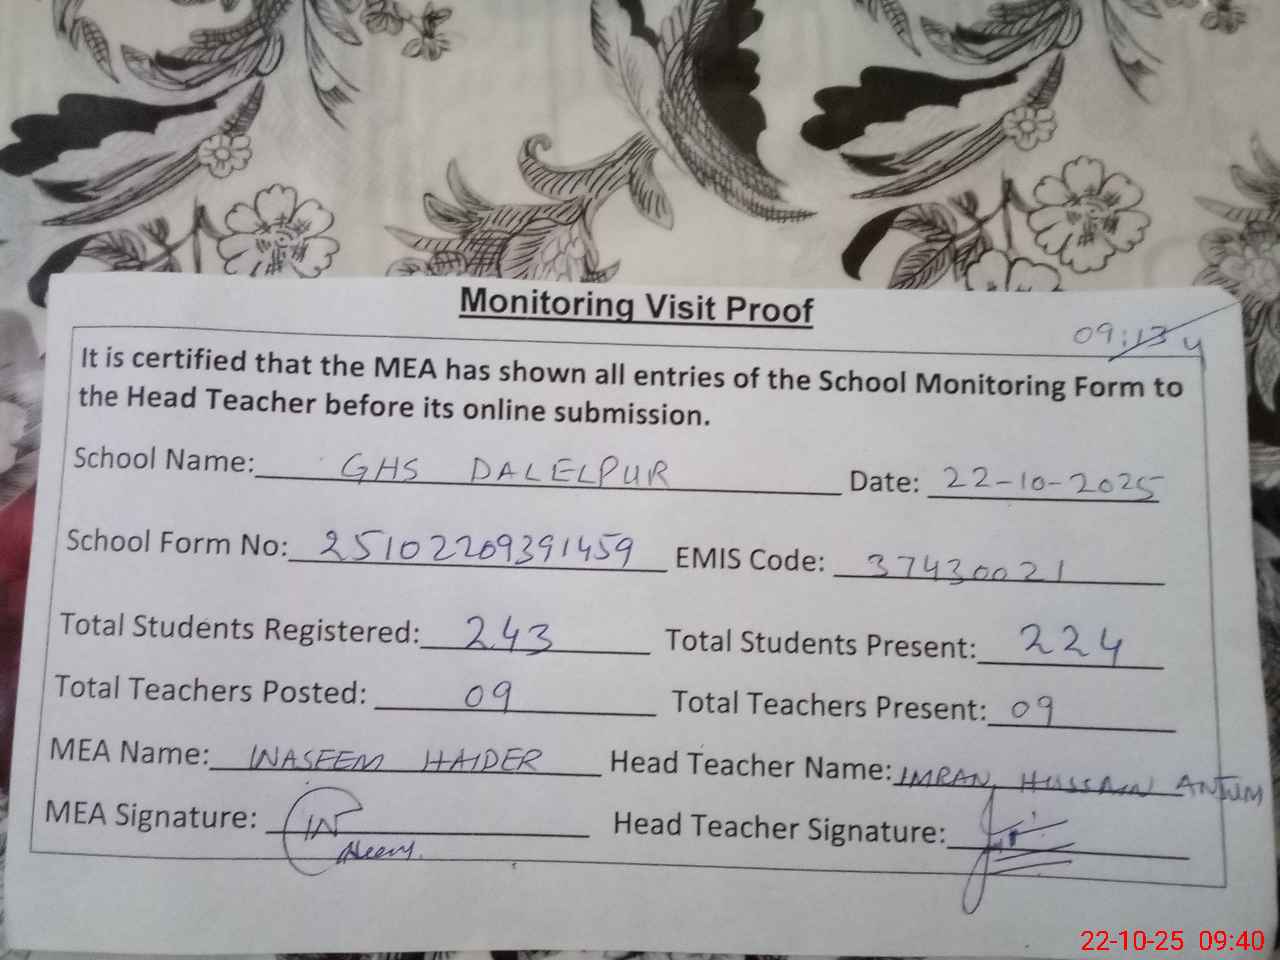 Monitoring Visit Proof
09:13
It is certified that the MEA has shown all entries of the School Monitoring Form to
the Head Teacher before its online submission.
School Name: GHS DALELPUR Date: 22-10-2025
School Form No: 25102209391459 EMIS Code: 37430021
Total Students Registered: 243 Total Students Present: 224
Total Teachers Posted: 09 Total Teachers Present: 09
MEA Name: WASEEM HAIDER Head Teacher Name: IMRAN HUSSAIN ANJUM
MEA Signature: Head Teacher Signature:
22-10-25 09:40